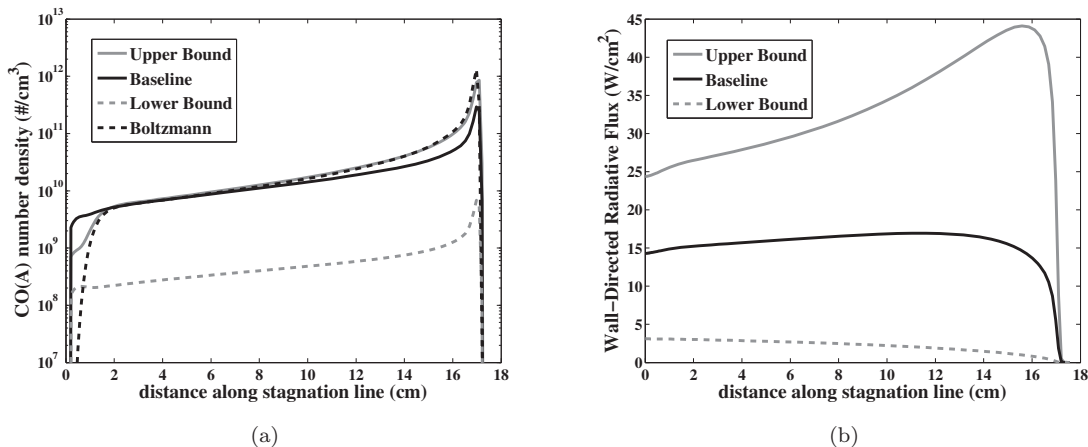 10^13
10^12
10^11
10^10
10^9
10^8
10^7
CO(A) number density (#/cm^3)
Upper Bound
Baseline
Lower Bound
Boltzmann
0 2 4 6 8 10 12 14 16 18
distance along stagnation line (cm)
(a)
45
40
35
30
25
20
15
10
5
0
Wall-Directed Radiative Flux (W/cm^2)
Upper Bound
Baseline
Lower Bound
0 2 4 6 8 10 12 14 16 18
distance along stagnation line (cm)
(b)